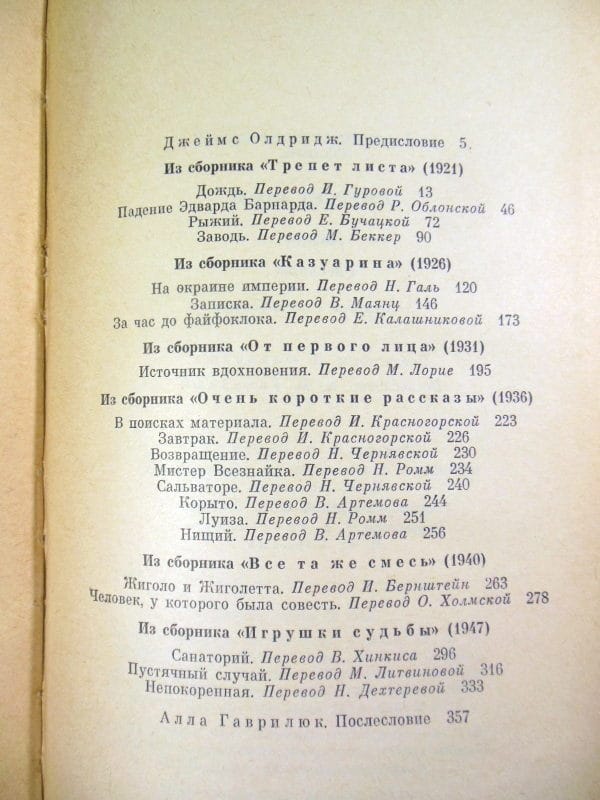 Джеймс Олдридж. Предисловие 5.
Из сборника «Трепет листа» (1921)
Дождь. Перевод И. Гуровой 13
Падение Эдварда Барнарда. Перевод Р. Облонской 46
Рыжий. Перевод Е. Бучацкой 72
Заводь. Перевод М. Беккер 90
Из сборника «Казуарина» (1926)
На окраине империи. Перевод Н. Галь 120
Записка. Перевод В. Маянц 146
За час до файфоклока. Перевод Е. Калашниковой 173
Из сборника «От первого лица» (1931)
Источник вдохновения. Перевод М. Лорие 195
Из сборника «Очень короткие рассказы» (1936)
В поисках материала. Перевод И. Красногорской 223
Завтрак. Перевод И. Красногорской 226
Возвращение. Перевод Н. Чернявской 230
Мистер Всезнайка. Перевод Н. Ромм 234
Сальваторе. Перевод Н. Чернявской 240
Корыто. Перевод В. Артемова 244
Луиза. Перевод Н. Ромм 251
Нищий. Перевод В. Артемова 256
Из сборника «Все та же смесь» (1940)
Жиголо и Жиголетта. Перевод И. Бернштейн 263
Человек, у которого была совесть. Перевод О. Холмской 278
Из сборника «Игрушки судьбы» (1947)
Санаторий. Перевод В. Хинкиса 296
Пустячный случай. Перевод М. Литвиновой 316
Непокоренная. Перевод Н. Дехтеревой 333
Алла Гаврилюк. Послесловие 357